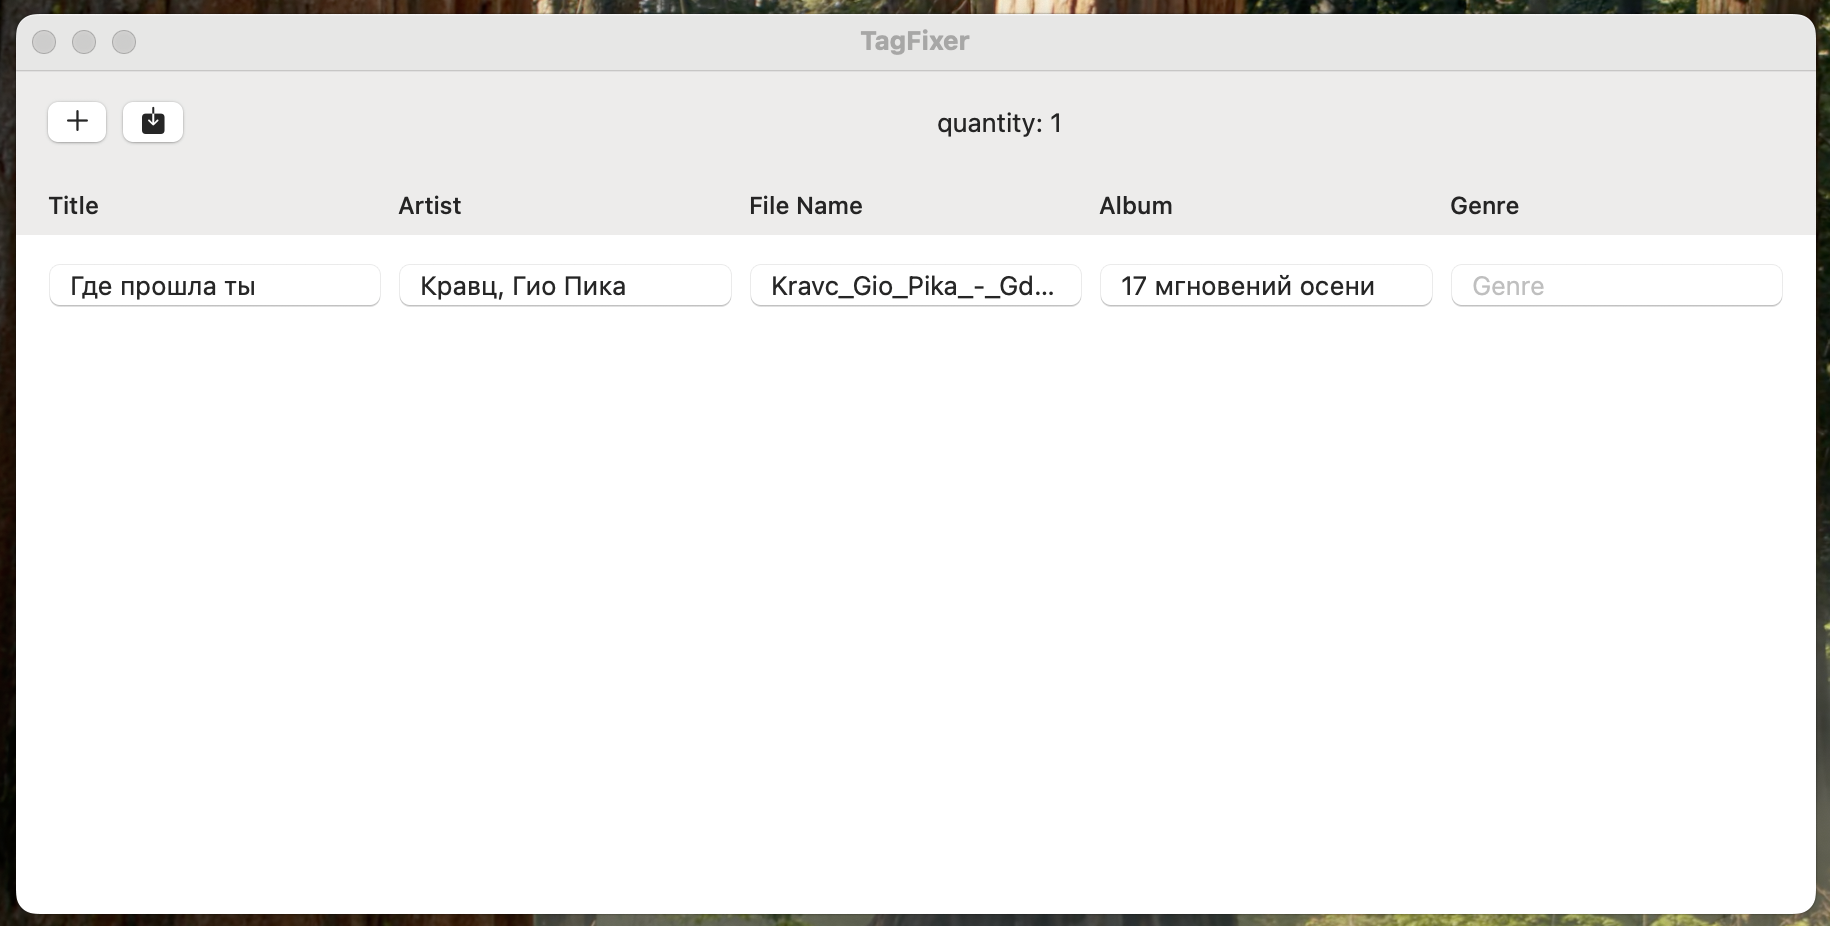 TagFixer
quantity: 1
Title Artist File Name Album Genre
Где прошла ты Кравц, Гио Пика Kravc_Gio_Pika_-_Gd... 17 мгновений осени Genre